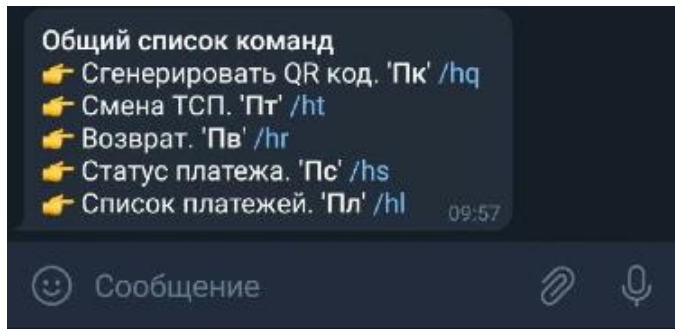 Общий список команд
👉 Сгенерировать QR код. 'Пк' /hq
👉 Смена ТСП. 'Пт' /ht
👉 Возврат. 'Пв' /hr
👉 Статус платежа. 'Пс' /hs
👉 Список платежей. 'Пл' /hl
09:57
Сообщение